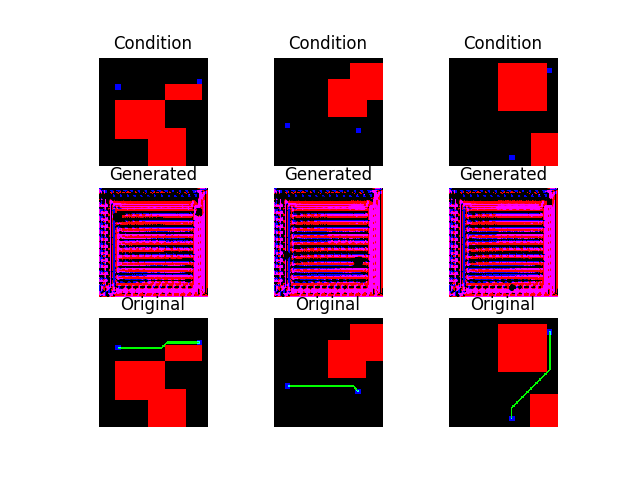 Condition Condition Condition
Generated Generated Generated
Original Original Original